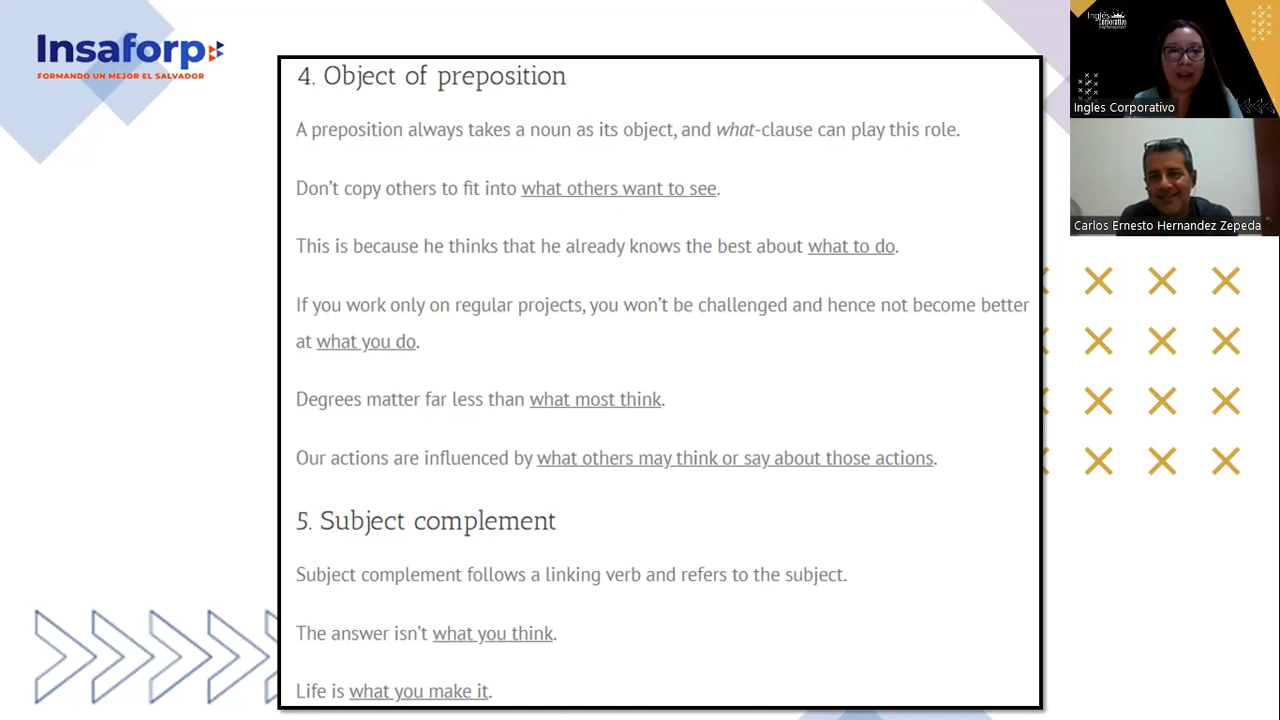 Insaforp
FORMANDO UN MEJOR EL SALVADOR
4. Object of preposition
A preposition always takes a noun as its object, and what-clause can play this role.
Don't copy others to fit into what others want to see.
This is because he thinks that he already knows the best about what to do.
If you work only on regular projects, you won't be challenged and hence not become better
at what you do.
Degrees matter far less than what most think.
Our actions are influenced by what others may think or say about those actions.
5. Subject complement
Subject complement follows a linking verb and refers to the subject.
The answer isn't what you think.
Life is what you make it.
Inglés
Corporativo
Ingles Corporativo
Carlos Ernesto Hernandez Zepeda